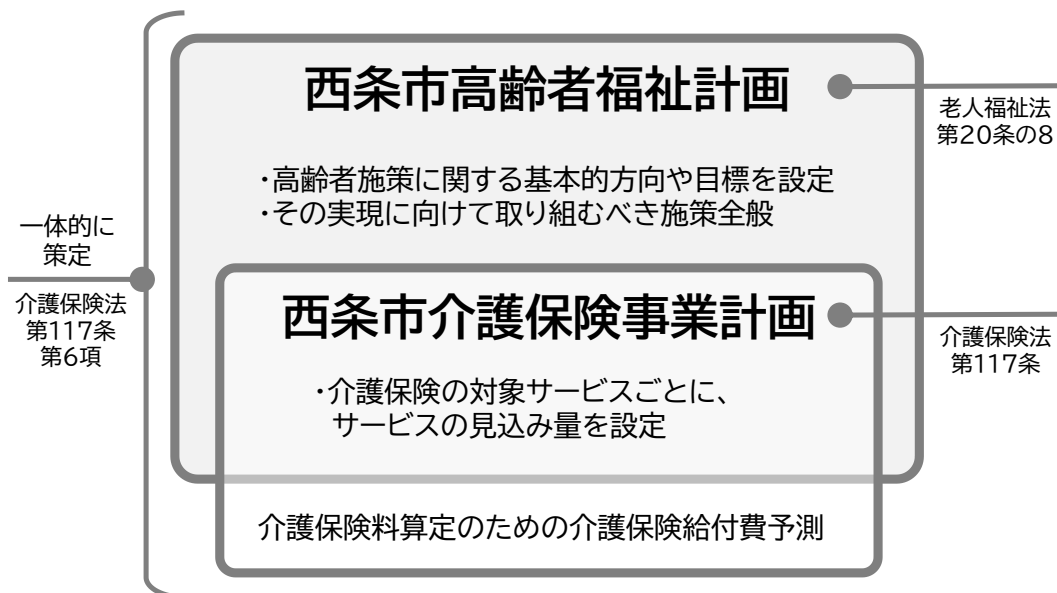 西条市高齢者福祉計画
老人福祉法
第20条の8
・高齢者施策に関する基本的方向や目標を設定
・その実現に向けて取り組むべき施策全般
一体的に
策定
介護保険法
第117条
第6項
西条市介護保険事業計画
介護保険法
第117条
・介護保険の対象サービスごとに、
サービスの見込み量を設定
介護保険料算定のための介護保険給付費予測